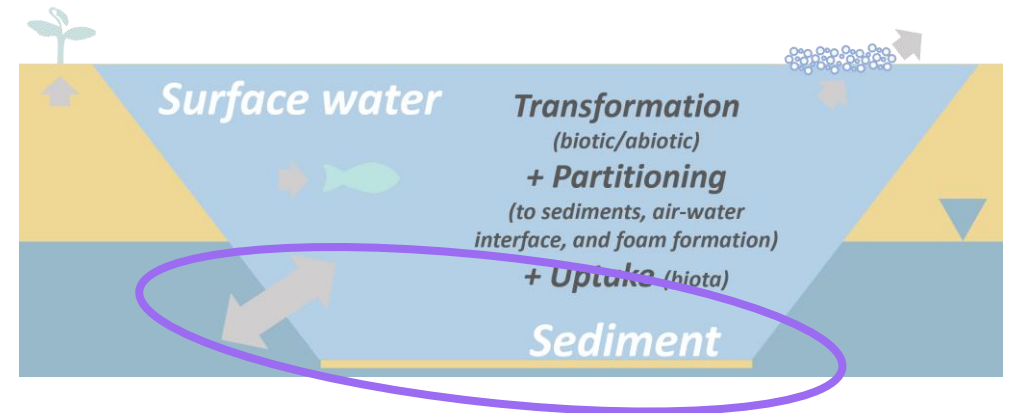 Surface water
Transformation
(biotic/abiotic)
+ Partitioning
(to sediments, air-water
interface, and foam formation)
+ Uptake (biota)
Sediment